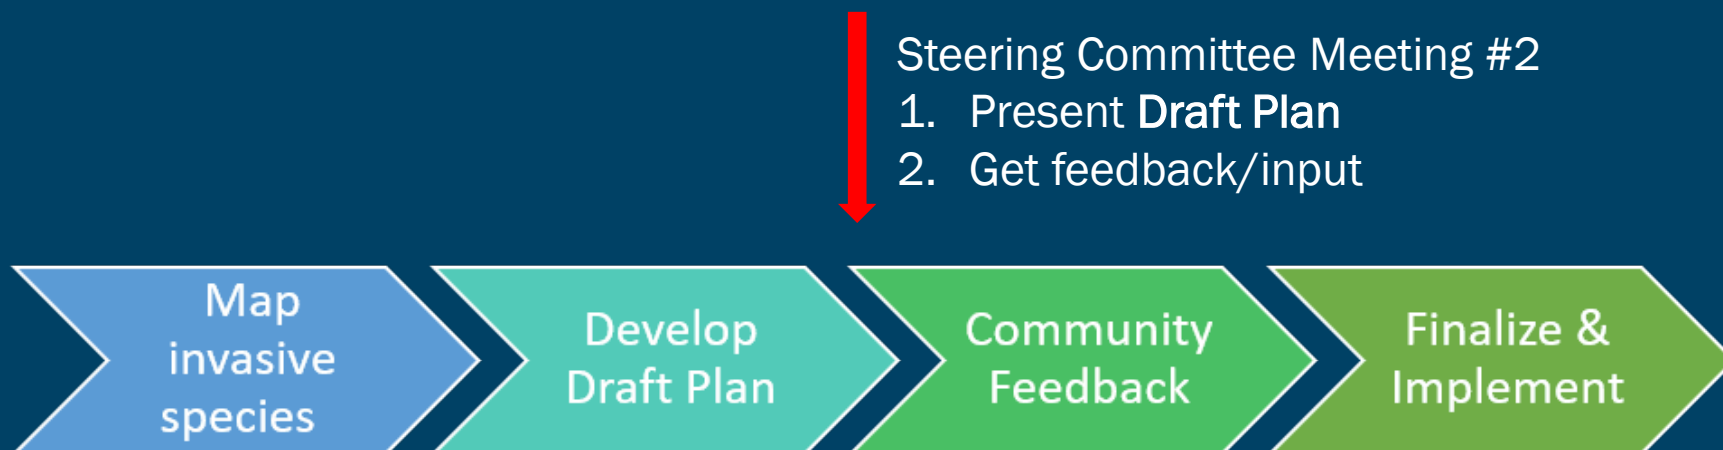 Steering Committee Meeting #2
1. Present Draft Plan
2. Get feedback/input
Map
invasive
species
Develop
Draft Plan
Community
Feedback
Finalize &
Implement